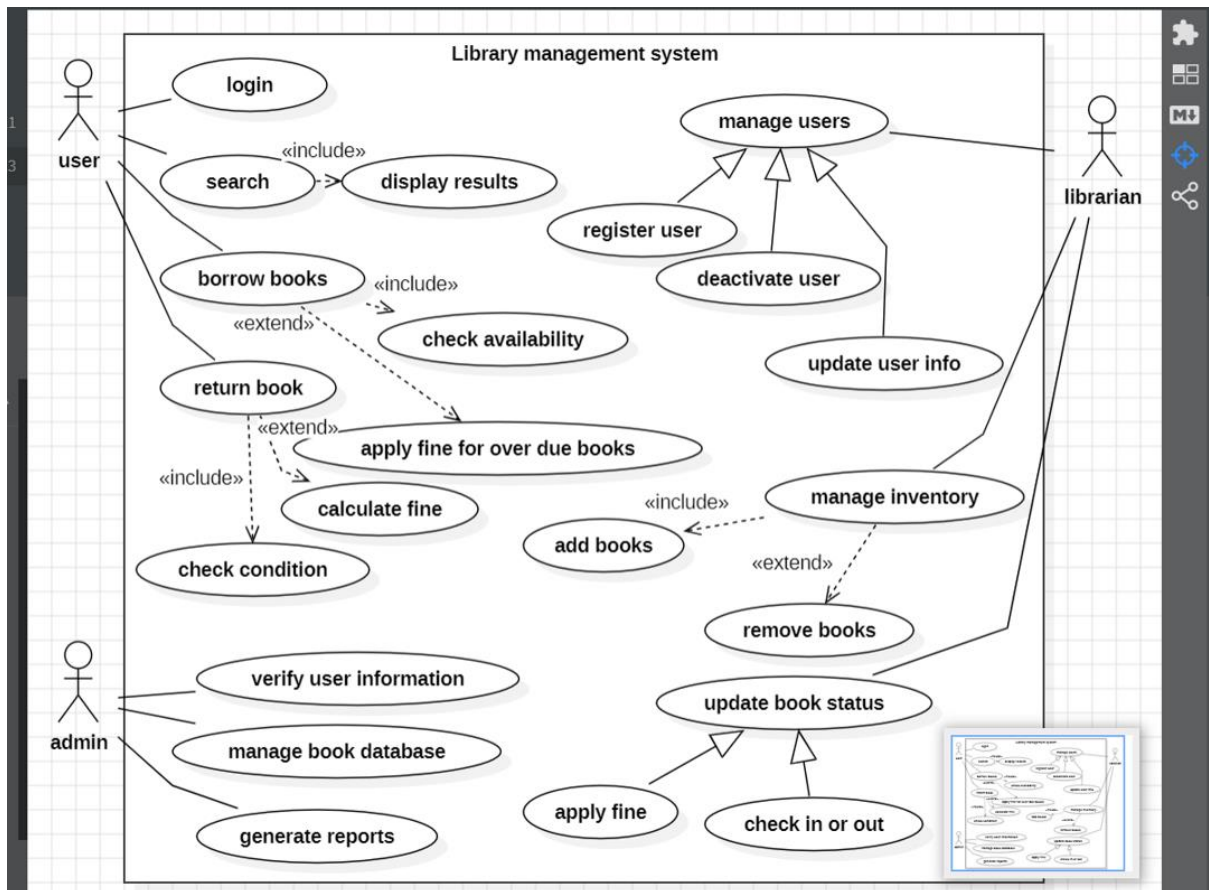 Library management system
login
user
«include»
search
display results
manage users
librarian
register user
deactivate user
borrow books
«include»
«extend»
check availability
update user info
return book
«extend»
apply fine for over due books
«include»
calculate fine
manage inventory
«include»
add books
check condition
«extend»
remove books
verify user information
update book status
admin
manage book database
apply fine
check in or out
generate reports
1
3
M